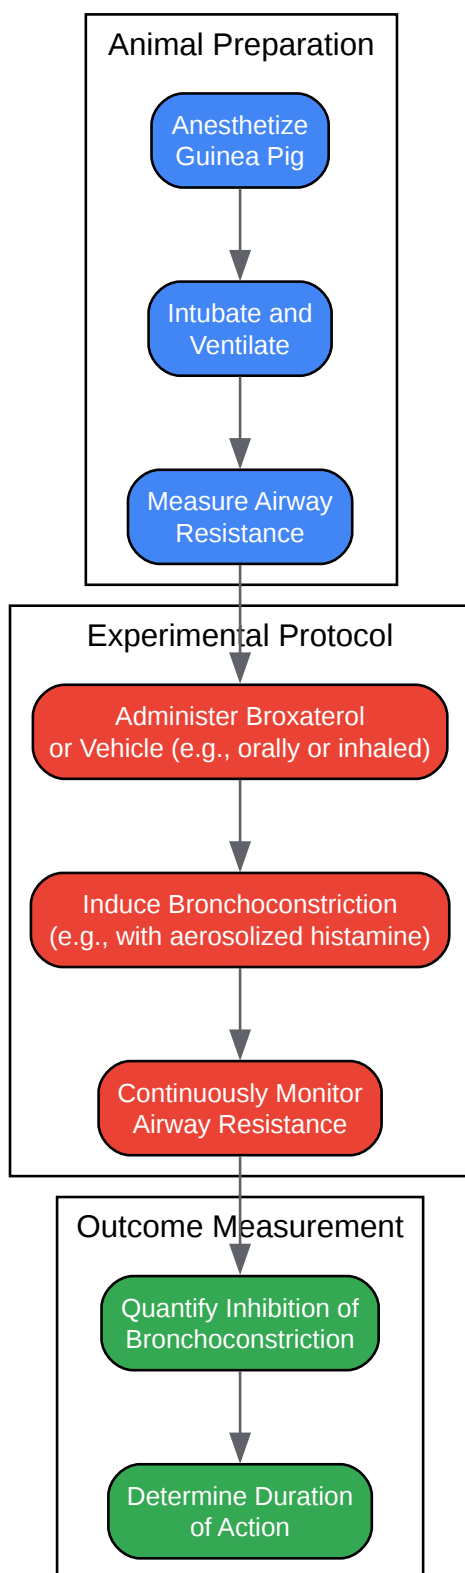 Animal Preparation
Anesthetize
Guinea Pig
Intubate and
Ventilate
Measure Airway
Resistance
Experimental Protocol
Administer Broxaterol
or Vehicle (e.g., orally or inhaled)
Induce Bronchoconstriction
(e.g., with aerosolized histamine)
Continuously Monitor
Airway Resistance
Outcome Measurement
Quantify Inhibition of
Bronchoconstriction
Determine Duration
of Action